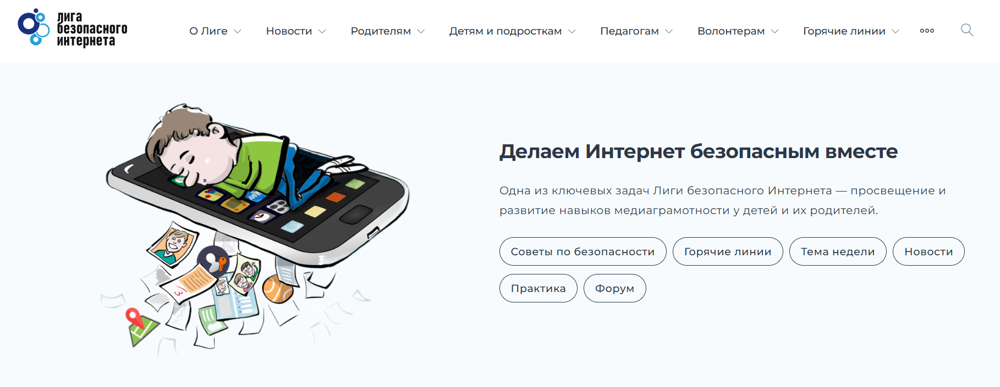 лига
безопасного
интернета
О Лиге
Новости
Родителям
Детям и подросткам
Педагогам
Волонтерам
Горячие линии
Делаем Интернет безопасным вместе
Одна из ключевых задач Лиги безопасного Интернета — просвещение и
развитие навыков медиаграмотности у детей и их родителей.
Советы по безопасности
Горячие линии
Тема недели
Новости
Практика
Форум
3